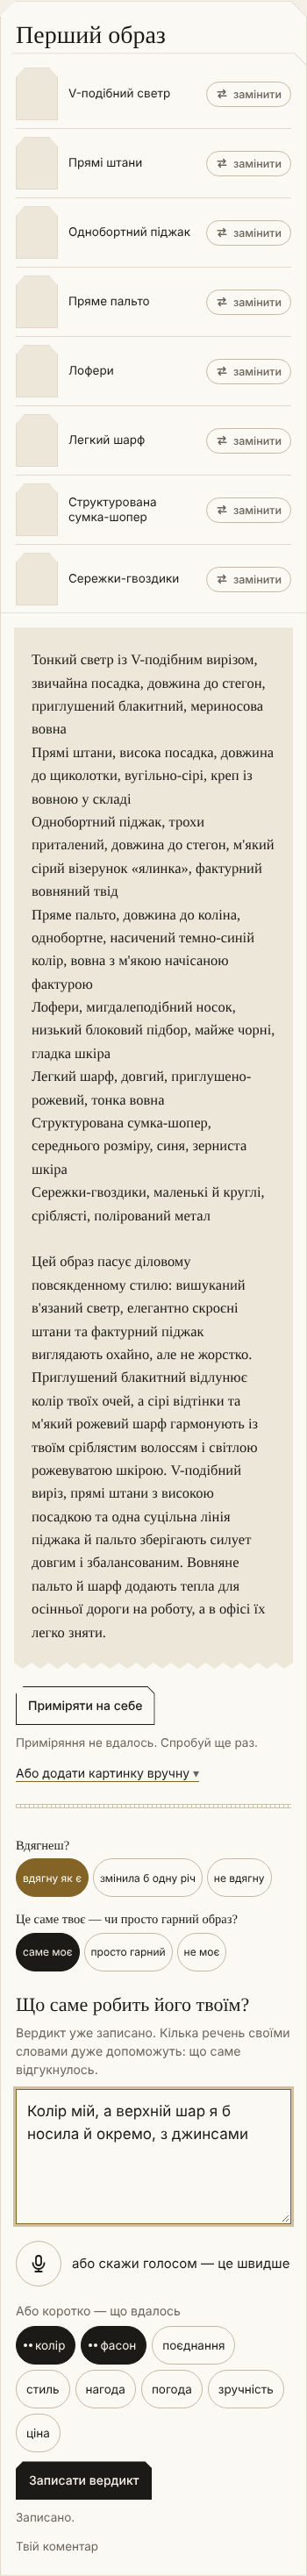 Перший образ
V-подібний светр
замінити
Прямі штани
замінити
Однобортний піджак
замінити
Пряме пальто
замінити
Лофери
замінити
Легкий шарф
замінити
Структурована
сумка-шопер
замінити
Сережки-гвоздики
замінити
Тонкий светр із V-подібним вирізом,
звичайна посадка, довжина до стегон,
приглушений блакитний, мериносова
вовна
Прямі штани, висока посадка, довжина
до щиколотки, вугільно-сірі, креп із
вовною у складі
Однобортний піджак, трохи
приталений, довжина до стегон, м'який
сірий візерунок «ялинка», фактурний
вовняний твід
Пряме пальто, довжина до коліна,
однобортне, насичений темно-синій
колір, вовна з м'якою начісаною
фактурою
Лофери, мигдалеподібний носок,
низький блоковий підбор, майже чорні,
гладка шкіра
Легкий шарф, довгий, приглушено-
рожевий, тонка вовна
Структурована сумка-шопер,
середнього розміру, синя, зерниста
шкіра
Сережки-гвоздики, маленькі й круглі,
сріблясті, полірований метал
Цей образ пасує діловому
повсякденному стилю: вишуканий
в'язаний светр, елегантно скроєні
штани та фактурний піджак
виглядають охайно, але не жорстко.
Приглушений блакитний відлунює
колір твоїх очей, а сірі відтінки та
м'який рожевий шарф гармонують із
твоїм сріблястим волоссям і світлою
рожевуватою шкірою. V-подібний
виріз, прямі штани з високою
посадкою та одна суцільна лінія
піджака й пальто зберігають силует
довгим і збалансованим. Вовняне
пальто й шарф додають тепла для
осінньої дороги на роботу, а в офісі їх
легко зняти.
Приміряти на себе
Приміряння не вдалось. Спробуй ще раз.
Або додати картинку вручну ▾
Вдягнеш?
вдягну як є
змінила б одну річ
не вдягну
Це саме твоє — чи просто гарний образ?
саме моє
просто гарний
не моє
Що саме робить його твоїм?
Вердикт уже записано. Кілька речень своїми
словами дуже допоможуть: що саме
відгукнулось.
Колір мій, а верхній шар я б
носила й окремо, з джинсами
або скажи голосом — це швидше
Або коротко — що вдалось
•• колір
•• фасон
поєднання
стиль
нагода
погода
зручність
ціна
Записати вердикт
Записано.
Твій коментар